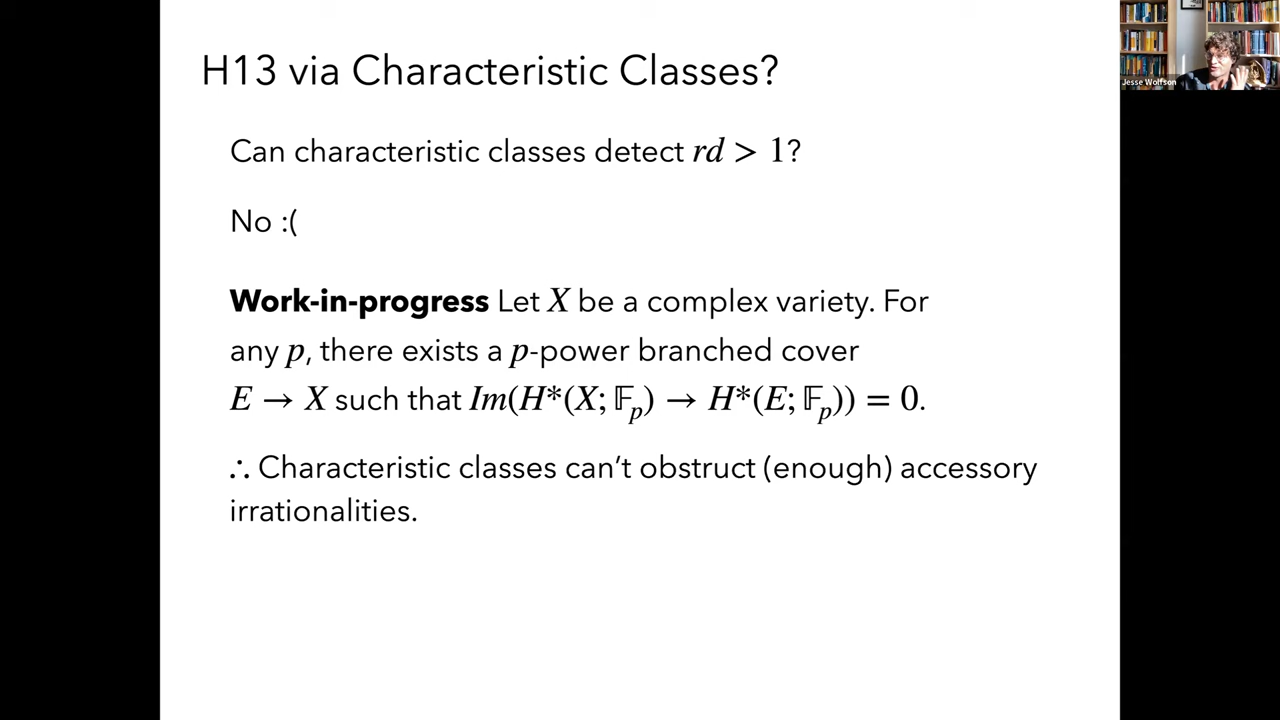 H13 via Characteristic Classes?
Jesse Wolfson
Can characteristic classes detect rd > 1?
No :(
Work-in-progress Let X be a complex variety. For
any p, there exists a p-power branched cover
E → X such that Im(H*(X; 𝔽ₚ) → H*(E; 𝔽ₚ)) = 0.
∴ Characteristic classes can’t obstruct (enough) accessory
irrationalities.